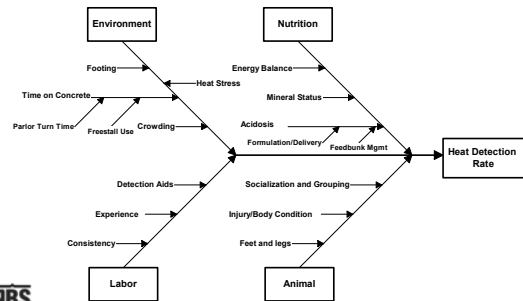 Environment
Nutrition
Footing
Energy Balance
Heat Stress
Time on Concrete
Mineral Status
Parlor Turn Time
Freestall Use
Crowding
Acidosis
Formulation/Delivery
Feedbunk Mgmt
Heat Detection
Rate
Detection Aids
Socialization and Grouping
Experience
Injury/Body Condition
Consistency
Feet and legs
Labor
Animal